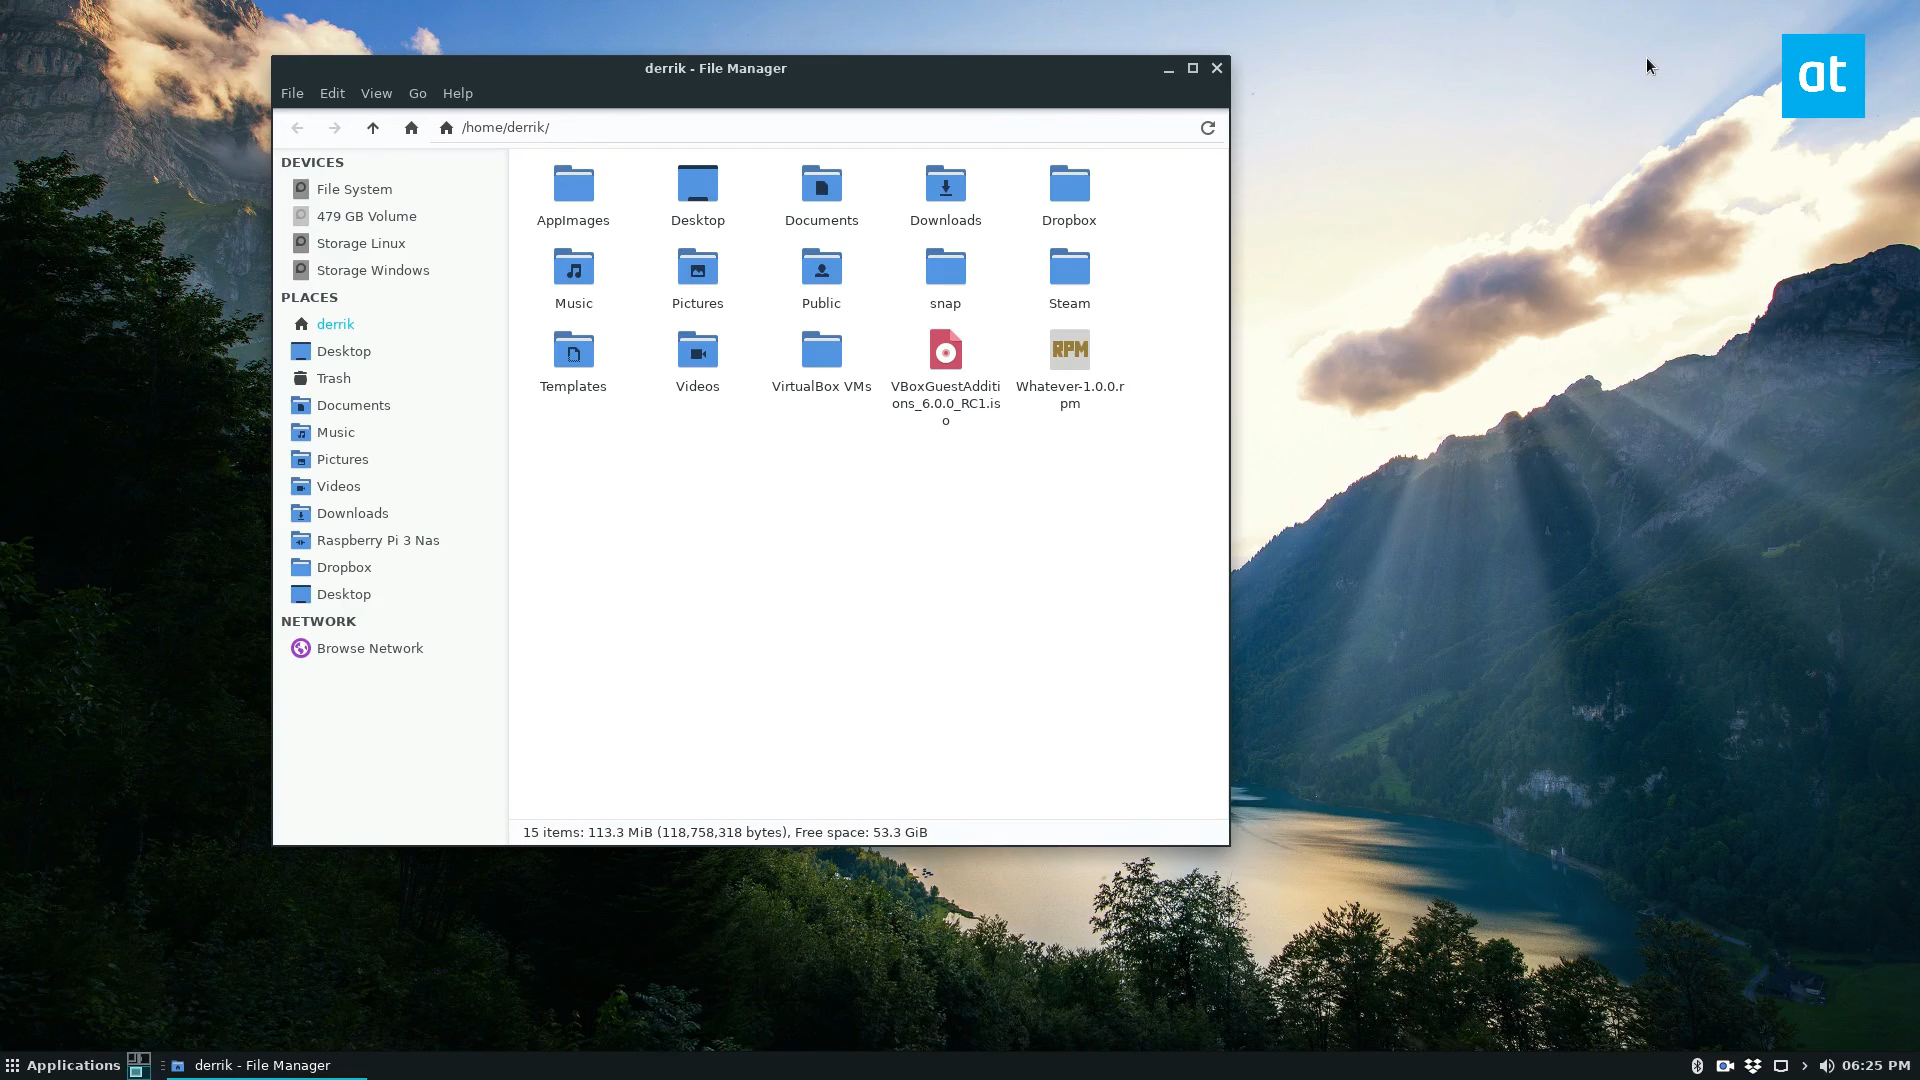 at
derrik - File Manager
File Edit View Go Help
/home/derrik/
DEVICES
File System
479 GB Volume
Storage Linux
Storage Windows
PLACES
derrik
Desktop
Trash
Documents
Music
Pictures
Videos
Downloads
Raspberry Pi 3 Nas
Dropbox
Desktop
NETWORK
Browse Network
AppImages Desktop Documents Downloads Dropbox
Music Pictures Public snap Steam
Templates Videos VirtualBox VMs
VBoxGuestAdditi
ons_6.0.0_RC1.is
o
RPM
Whatever-1.0.0.r
pm
15 items: 113.3 MiB (118,758,318 bytes), Free space: 53.3 GiB
Applications derrik - File Manager 06:25 PM